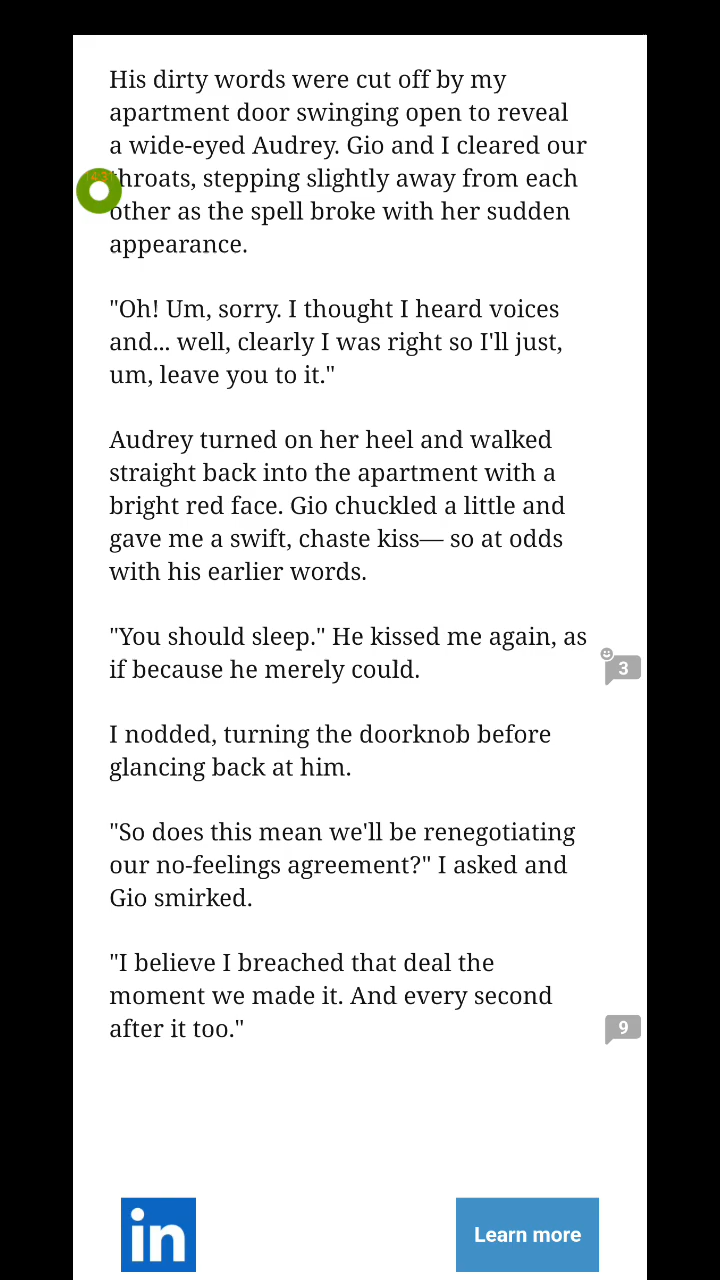 His dirty words were cut off by my
apartment door swinging open to reveal
a wide-eyed Audrey. Gio and I cleared our
throats, stepping slightly away from each
other as the spell broke with her sudden
appearance.
"Oh! Um, sorry. I thought I heard voices
and... well, clearly I was right so I'll just,
um, leave you to it."
Audrey turned on her heel and walked
straight back into the apartment with a
bright red face. Gio chuckled a little and
gave me a swift, chaste kiss— so at odds
with his earlier words.
"You should sleep." He kissed me again, as
if because he merely could.
3
I nodded, turning the doorknob before
glancing back at him.
"So does this mean we'll be renegotiating
our no-feelings agreement?" I asked and
Gio smirked.
"I believe I breached that deal the
moment we made it. And every second
after it too."
9
in
Learn more